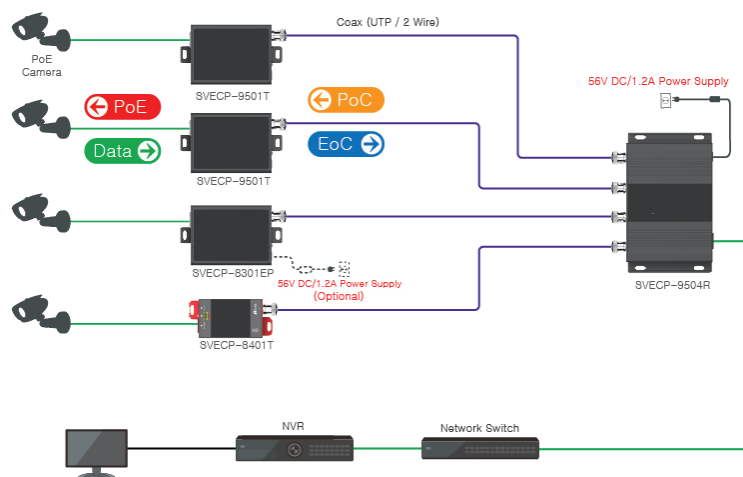 Coax (UTP / 2 Wire)
PoE
Camera
SVECP-9501T
56V DC/1.2A Power Supply
PoE
PoC
Data
EoC
SVECP-9501T
SVECP-8301EP
56V DC/1.2A Power Supply
(Optional)
SVECP-9504R
SVECP-8401T
NVR
Network Switch